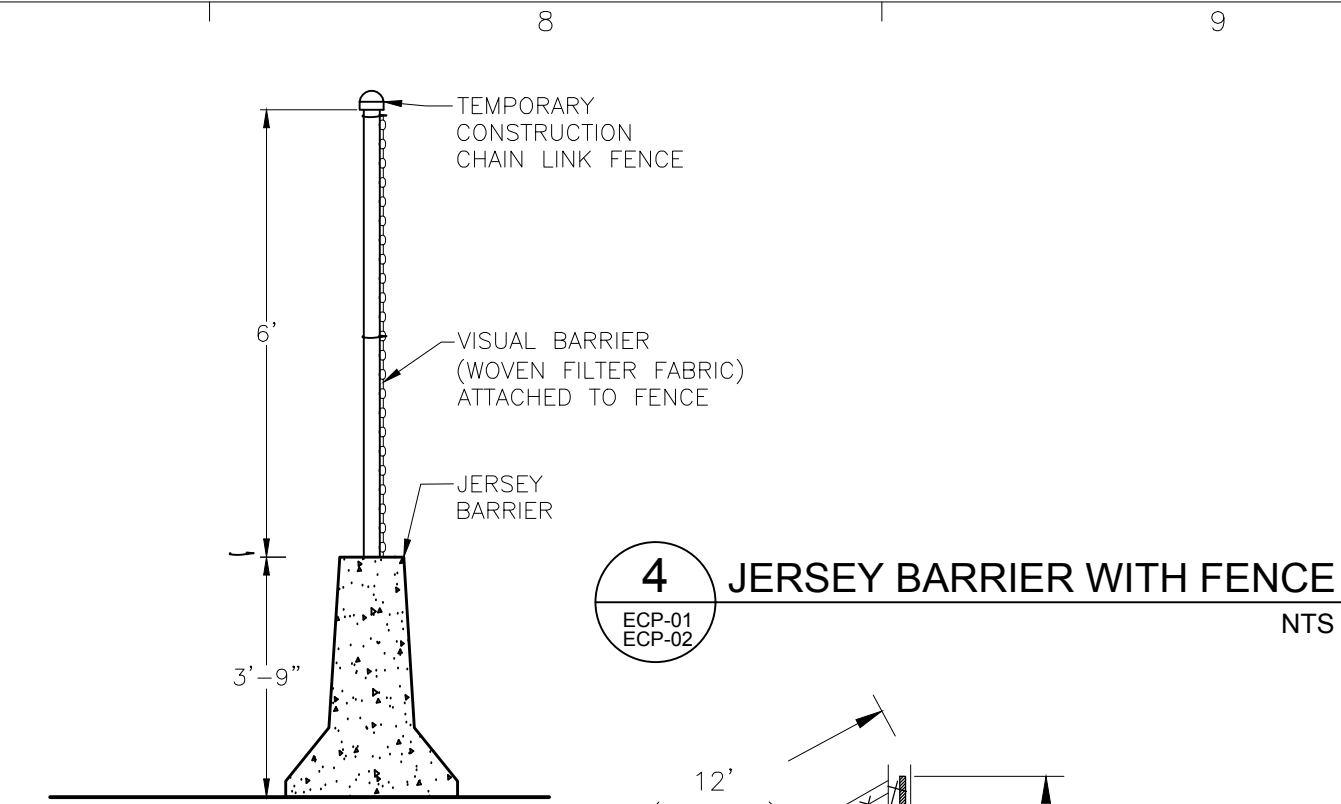 8
9
TEMPORARY
CONSTRUCTION
CHAIN LINK FENCE
6'
VISUAL BARRIER
(WOVEN FILTER FABRIC)
ATTACHED TO FENCE
JERSEY
BARRIER
4
JERSEY BARRIER WITH FENCE
ECP-01
ECP-02
NTS
3'-9"
12'